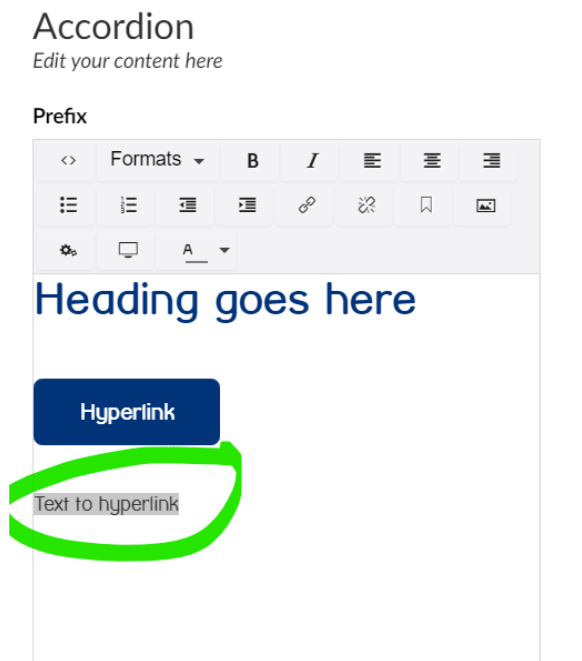 Accordion
Edit your content here
Prefix
<> Formats B I
A
Heading goes here
Hyperlink
Text to hyperlink